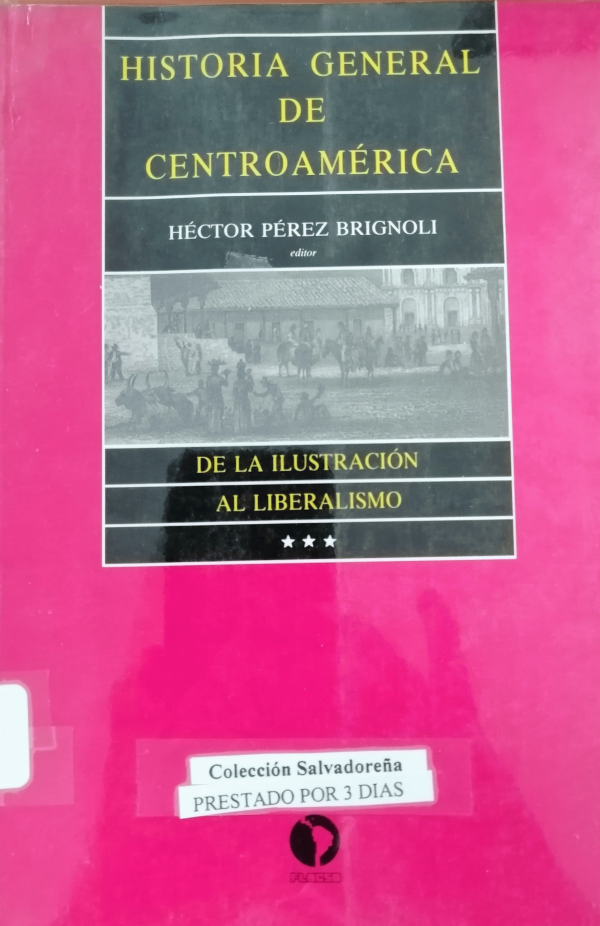 HISTORIA GENERAL
DE
CENTROAMÉRICA
HÉCTOR PÉREZ BRIGNOLI
editor
DE LA ILUSTRACIÓN
AL LIBERALISMO
Colección Salvadoreña
PRESTADO POR 3 DIAS
FLACSO